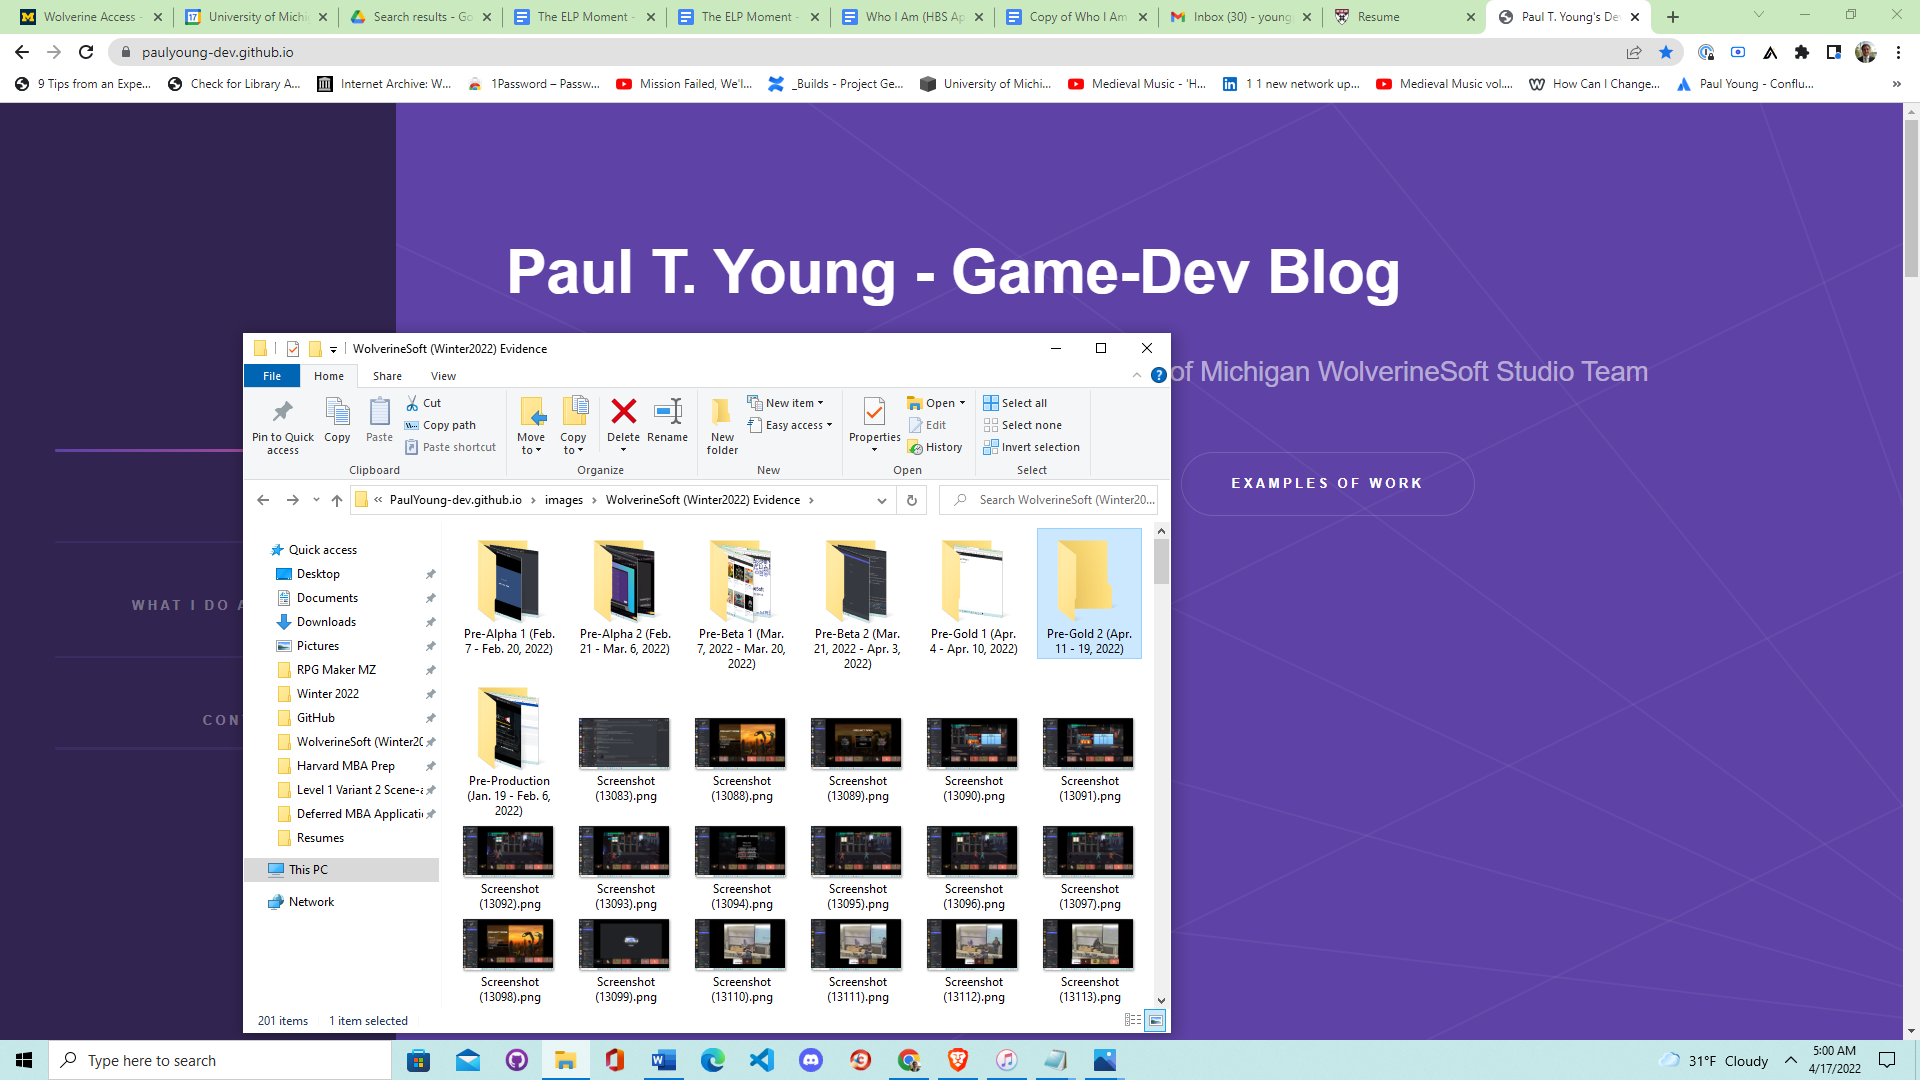 Wolverine Access -
University of Michi
Search results - Go
The ELP Moment -
The ELP Moment -
Who I Am (HBS Ap
Copy of Who I Am
Inbox (30) - young
Resume
Paul T. Young's De
paulyoung-dev.github.io
9 Tips from an Expe...
Check for Library A...
Internet Archive: W...
1Password – Passw...
Mission Failed, We'l...
_Builds - Project Ge...
University of Michi...
Medieval Music - 'H...
1 1 new network up...
Medieval Music vol....
How Can I Change...
Paul Young - Conflu...
»
Paul T. Young - Game-Dev Blog
of Michigan WolverineSoft Studio Team
EXAMPLES OF WORK
WHAT I DO A
CON
WolverineSoft (Winter2022) Evidence
File
Home
Share
View
Pin to Quick access
Copy
Paste
Cut
Copy path
Paste shortcut
Clipboard
Move to
Copy to
Delete
Rename
Organize
New folder
New item
Easy access
New
Properties
Open
Edit
History
Open
Select all
Select none
Invert selection
Select
« PaulYoung-dev.github.io › images › WolverineSoft (Winter2022) Evidence ›
Search WolverineSoft (Winter20...
Quick access
Desktop
Documents
Downloads
Pictures
RPG Maker MZ
Winter 2022
GitHub
WolverineSoft (Winter20
Harvard MBA Prep
Level 1 Variant 2 Scene-a
Deferred MBA Applicati
Resumes
This PC
Network
Pre-Alpha 1 (Feb. 7 - Feb. 20, 2022)
Pre-Alpha 2 (Feb. 21 - Mar. 6, 2022)
Pre-Beta 1 (Mar. 7, 2022 - Mar. 20, 2022)
Pre-Beta 2 (Mar. 21, 2022 - Apr. 3, 2022)
Pre-Gold 1 (Apr. 4 - Apr. 10, 2022)
Pre-Gold 2 (Apr. 11 - 19, 2022)
Pre-Production (Jan. 19 - Feb. 6, 2022)
Screenshot (13083).png
Screenshot (13088).png
Screenshot (13089).png
Screenshot (13090).png
Screenshot (13091).png
Screenshot (13092).png
Screenshot (13093).png
Screenshot (13094).png
Screenshot (13095).png
Screenshot (13096).png
Screenshot (13097).png
Screenshot (13098).png
Screenshot (13099).png
Screenshot (13110).png
Screenshot (13111).png
Screenshot (13112).png
Screenshot (13113).png
201 items
1 item selected
Type here to search
31°F Cloudy
5:00 AM
4/17/2022